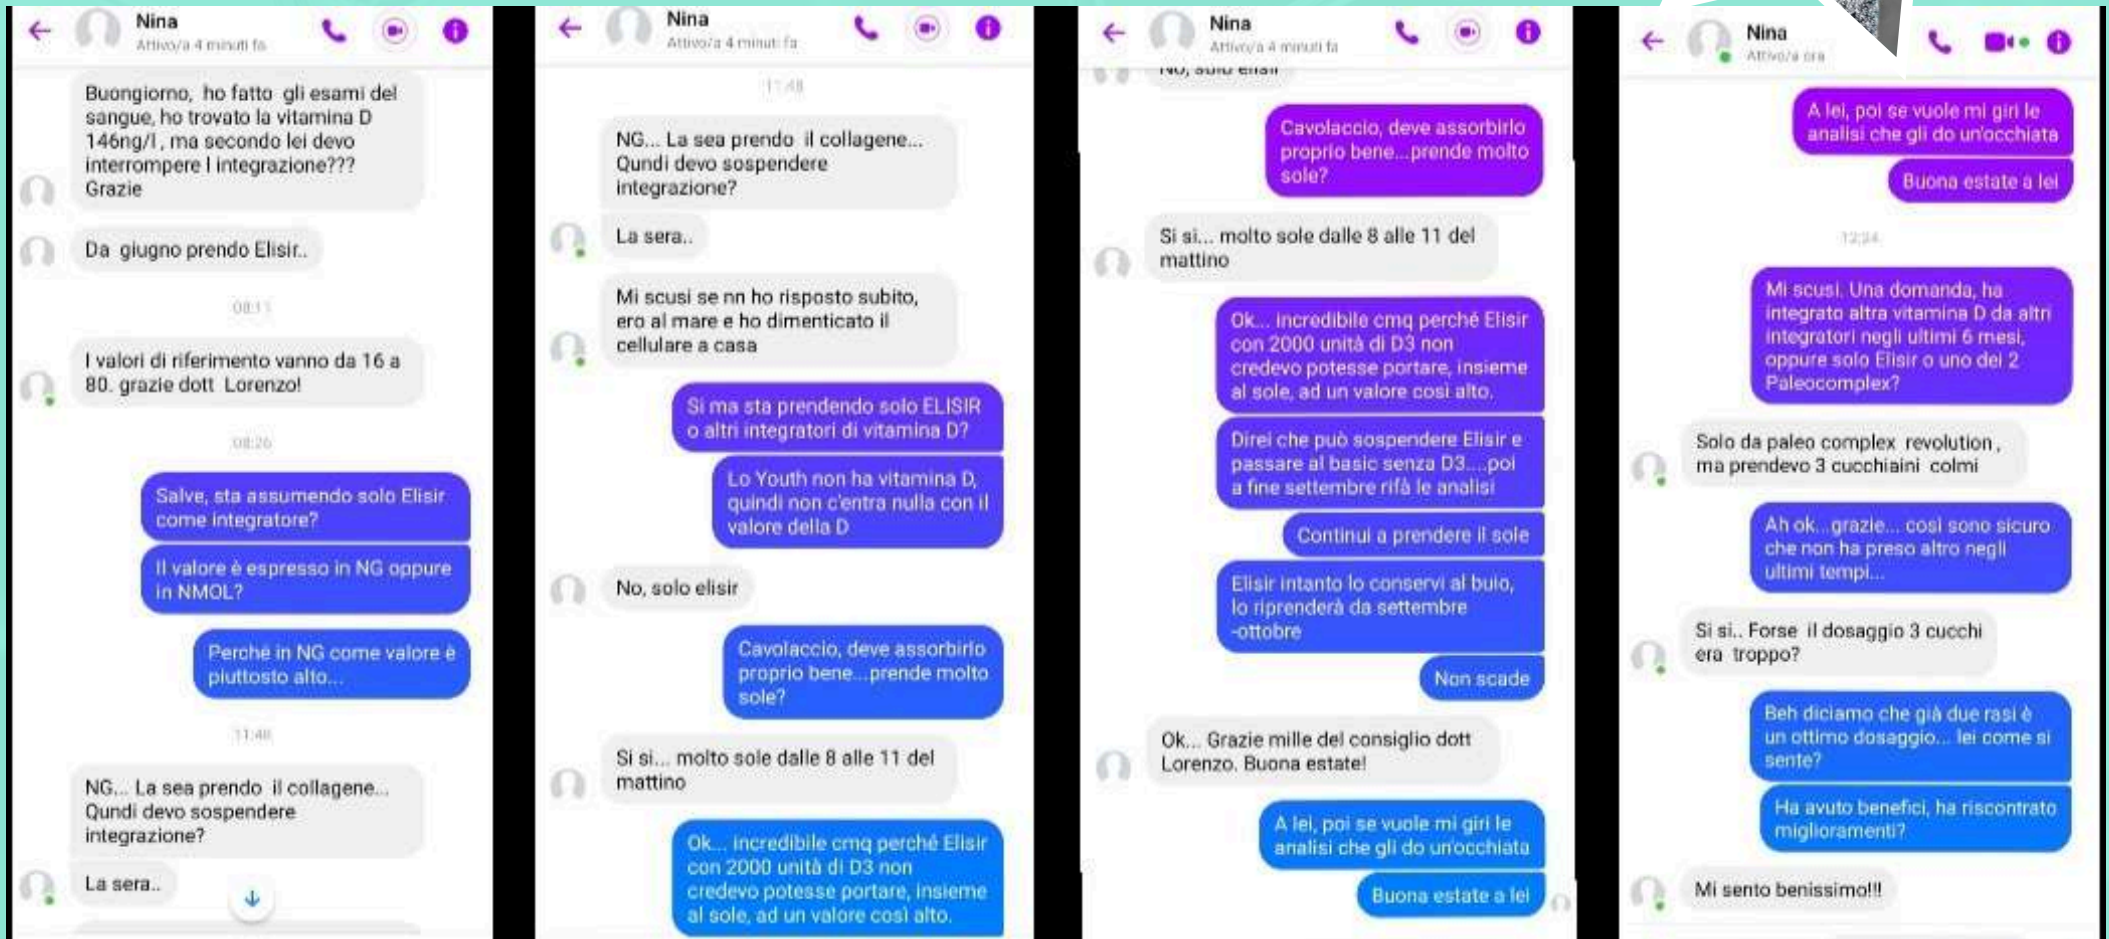 Nina
Attivo/a 4 minuti fa
Buongiorno, ho fatto gli esami del
sangue, ho trovato la vitamina D
146ng/l , ma secondo lei devo
interrompere l integrazione???
Grazie
Da giugno prendo Elisir..
08:11
I valori di riferimento vanno da 16 a
80. grazie dott Lorenzo!
08:26
Salve, sta assumendo solo Elisir
come integratore?
Il valore è espresso in NG oppure
in NMOL?
Perché in NG come valore è
piuttosto alto...
11:48
NG... La sea prendo il collagene...
Qundi devo sospendere
integrazione?
La sera..
Nina
Attivo/a 4 minuti fa
11:48
NG... La sea prendo il collagene...
Qundi devo sospendere
integrazione?
La sera..
Mi scusi se nn ho risposto subito,
ero al mare e ho dimenticato il
cellulare a casa
Si ma sta prendendo solo ELISIR
o altri integratori di vitamina D?
Lo Youth non ha vitamina D,
quindi non c'entra nulla con il
valore della D
No, solo elisir
Cavolaccio, deve assorbirlo
proprio bene...prende molto
sole?
Si si... molto sole dalle 8 alle 11 del
mattino
Ok... incredibile cmq perché Elisir
con 2000 unità di D3 non
credevo potesse portare, insieme
al sole, ad un valore così alto.
Nina
Attivo/a 4 minuti fa
No, solo elisir
Cavolaccio, deve assorbirlo
proprio bene...prende molto
sole?
Si si... molto sole dalle 8 alle 11 del
mattino
Ok... incredibile cmq perché Elisir
con 2000 unità di D3 non
credevo potesse portare, insieme
al sole, ad un valore così alto.
Direi che può sospendere Elisir e
passare al basic senza D3....poi
a fine settembre rifà le analisi
Continui a prendere il sole
Elisir intanto lo conservi al buio,
lo riprenderà da settembre
-ottobre
Non scade
Ok... Grazie mille del consiglio dott
Lorenzo. Buona estate!
A lei, poi se vuole mi giri le
analisi che gli do un'occhiata
Buona estate a lei
Nina
Attivo/a ora
A lei, poi se vuole mi giri le
analisi che gli do un'occhiata
Buona estate a lei
12:34
Mi scusi. Una domanda, ha
integrato altra vitamina D da altri
integratori negli ultimi 6 mesi,
oppure solo Elisir o uno dei 2
Paleocomplex?
Solo da paleo complex revolution ,
ma prendevo 3 cucchiaini colmi
Ah ok...grazie... così sono sicuro
che non ha preso altro negli
ultimi tempi...
Si si.. Forse il dosaggio 3 cucchi
era troppo?
Beh diciamo che già due rasi è
un ottimo dosaggio... lei come si
sente?
Ha avuto benefici, ha riscontrato
miglioramenti?
Mi sento benissimo!!!